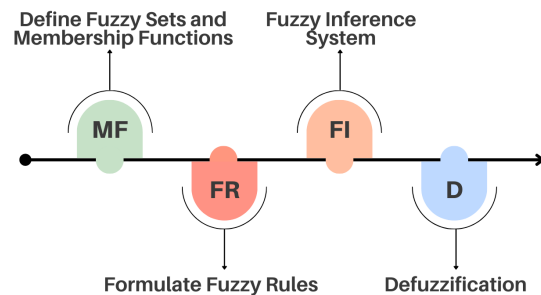 Define Fuzzy Sets and
Membership Functions
Fuzzy Inference
System
MF
FI
FR
D
Formulate Fuzzy Rules
Defuzzification